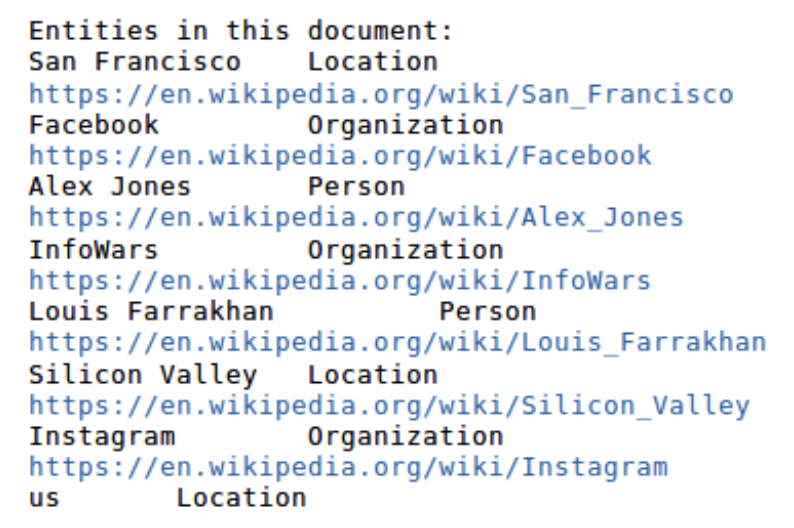 Entities in this document:
San Francisco    Location
https://en.wikipedia.org/wiki/San_Francisco
Facebook         Organization
https://en.wikipedia.org/wiki/Facebook
Alex Jones       Person
https://en.wikipedia.org/wiki/Alex_Jones
InfoWars         Organization
https://en.wikipedia.org/wiki/InfoWars
Louis Farrakhan          Person
https://en.wikipedia.org/wiki/Louis_Farrakhan
Silicon Valley   Location
https://en.wikipedia.org/wiki/Silicon_Valley
Instagram        Organization
https://en.wikipedia.org/wiki/Instagram
us       Location